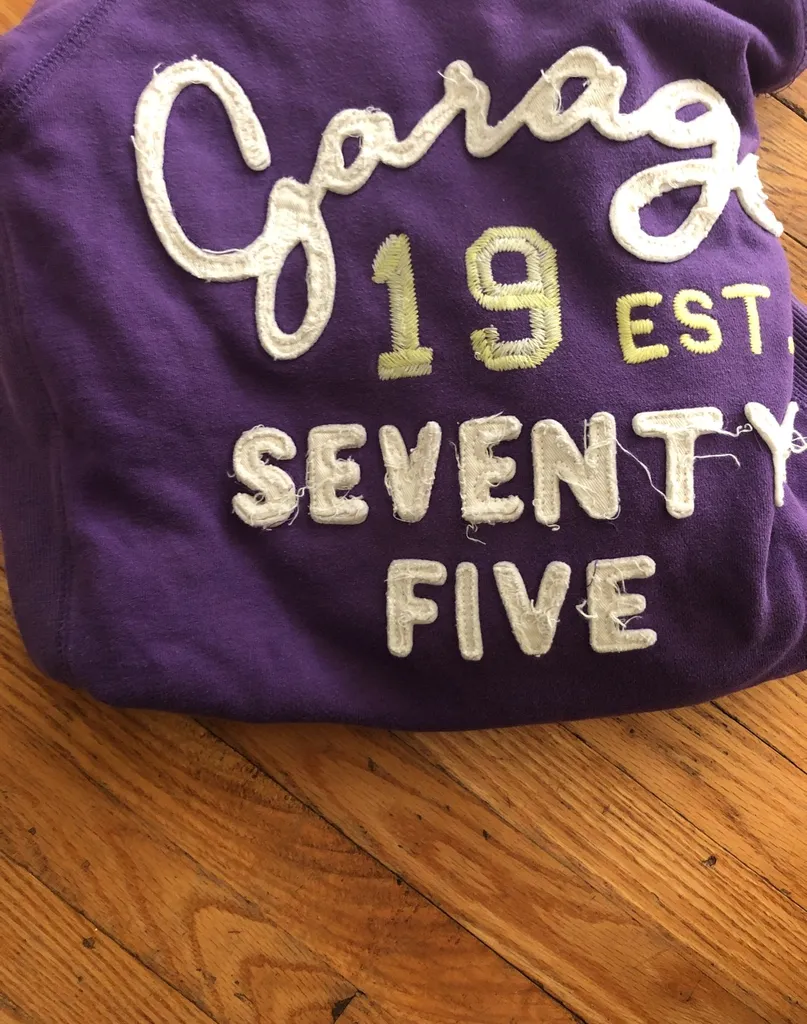 Garage
19 EST.
SEVENTY
FIVE